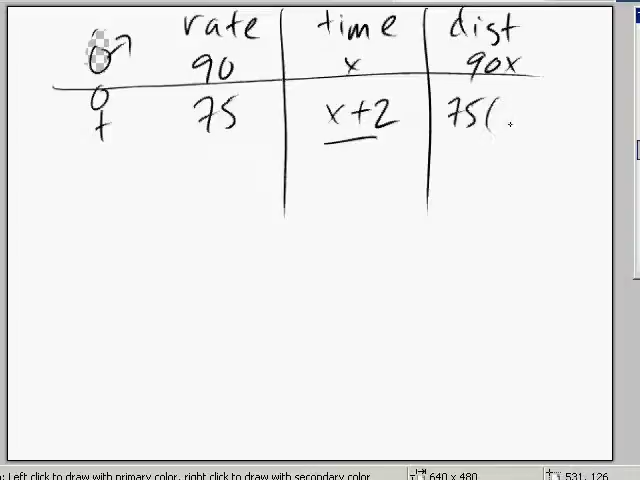 rate time dist
90 x 90x
75 x+2 75(
n: Left click to draw with primary color, right click to draw with secondary color 640 x 480 531, 126